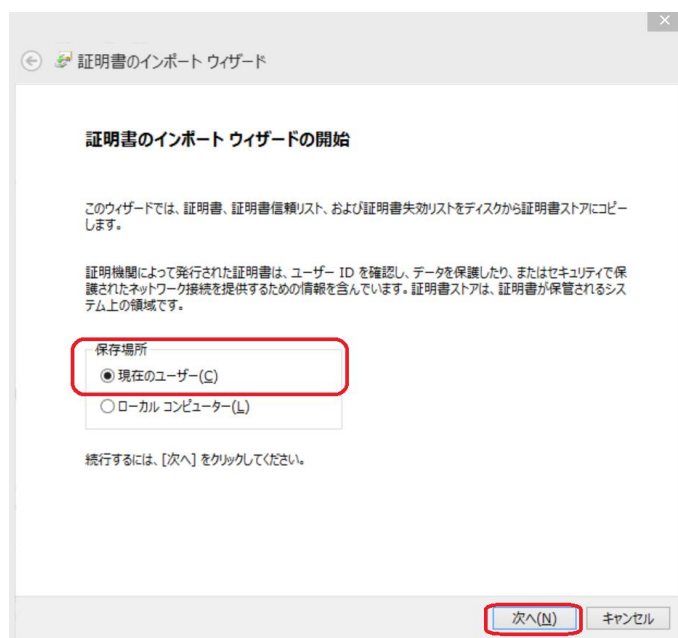 証明書のインポート ウィザード
証明書のインポート ウィザードの開始
このウィザードでは、証明書、証明書信頼リスト、および証明書失効リストをディスクから証明書ストアにコピー
します。
証明機関によって発行された証明書は、ユーザー ID を確認し、データを保護したり、またはセキュリティで保
護されたネットワーク接続を提供するための情報を含んでいます。証明書ストアは、証明書が保管されるシス
テム上の領域です。
保存場所
現在のユーザー(C)
ローカル コンピューター(L)
続行するには、[次へ] をクリックしてください。
次へ(N) キャンセル